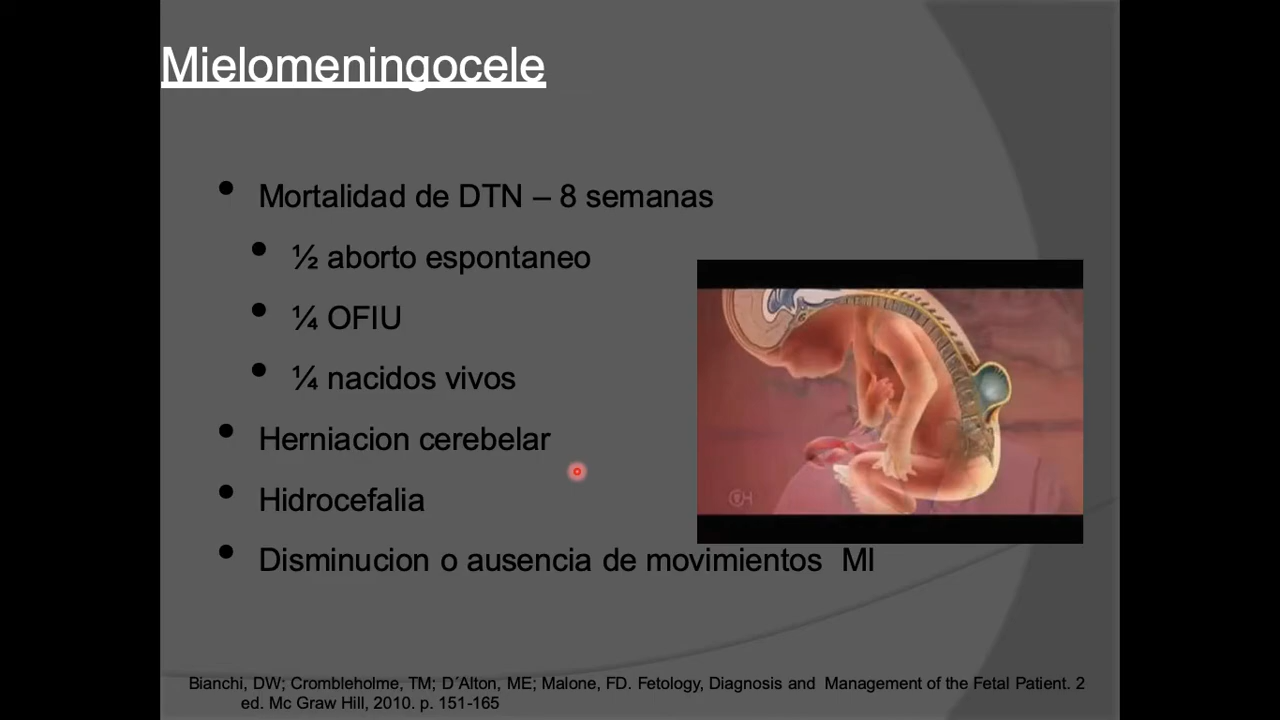 Mielomeningocele
• Mortalidad de DTN – 8 semanas
• ½ aborto espontaneo
• ¼ OFIU
• ¼ nacidos vivos
• Herniacion cerebelar
• Hidrocefalia
• Disminucion o ausencia de movimientos MI
Bianchi, DW; Crombleholme, TM; D´Alton, ME; Malone, FD. Fetology, Diagnosis and Management of the Fetal Patient. 2
ed. Mc Graw Hill, 2010. p. 151-165